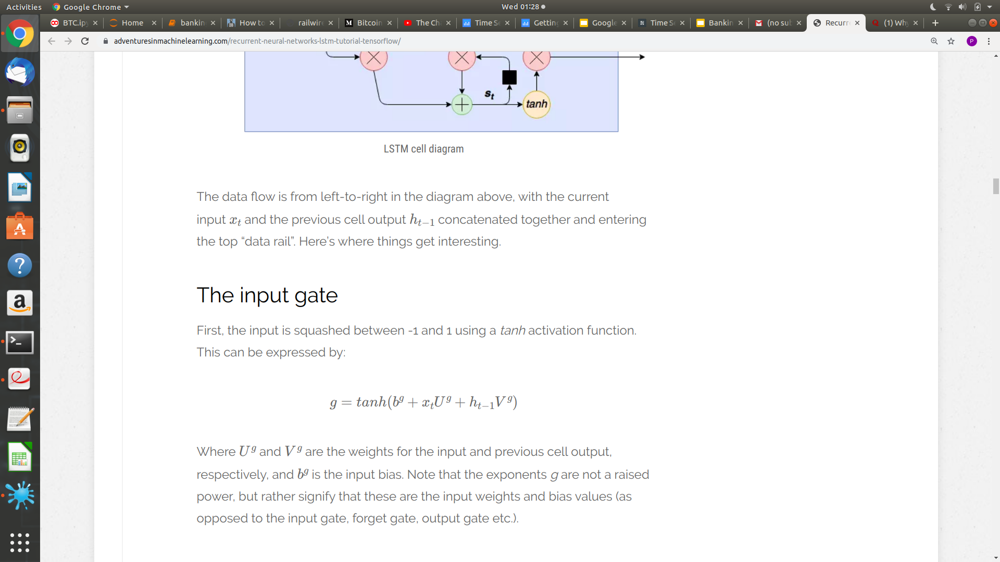 Activities Google Chrome Wed 01:28
BTC.ip Home bankin How to railwire Bitcoin The Ch Time S Getting Google Time S Bankin (no sub Recurr (1) Why
adventuresinmachinelearning.com/recurrent-neural-networks-lstm-tutorial-tensorflow/ P
s_t
tanh
LSTM cell diagram
The data flow is from left-to-right in the diagram above, with the current
input x_t and the previous cell output h_{t−1} concatenated together and entering
the top “data rail”. Here’s where things get interesting.
The input gate
First, the input is squashed between -1 and 1 using a tanh activation function.
This can be expressed by:
g = tanh(b^g + x_tU^g + h_{t−1}V^g)
Where U^g and V^g are the weights for the input and previous cell output,
respectively, and b^g is the input bias. Note that the exponents g are not a raised
power, but rather signify that these are the input weights and bias values (as
opposed to the input gate, forget gate, output gate etc.).